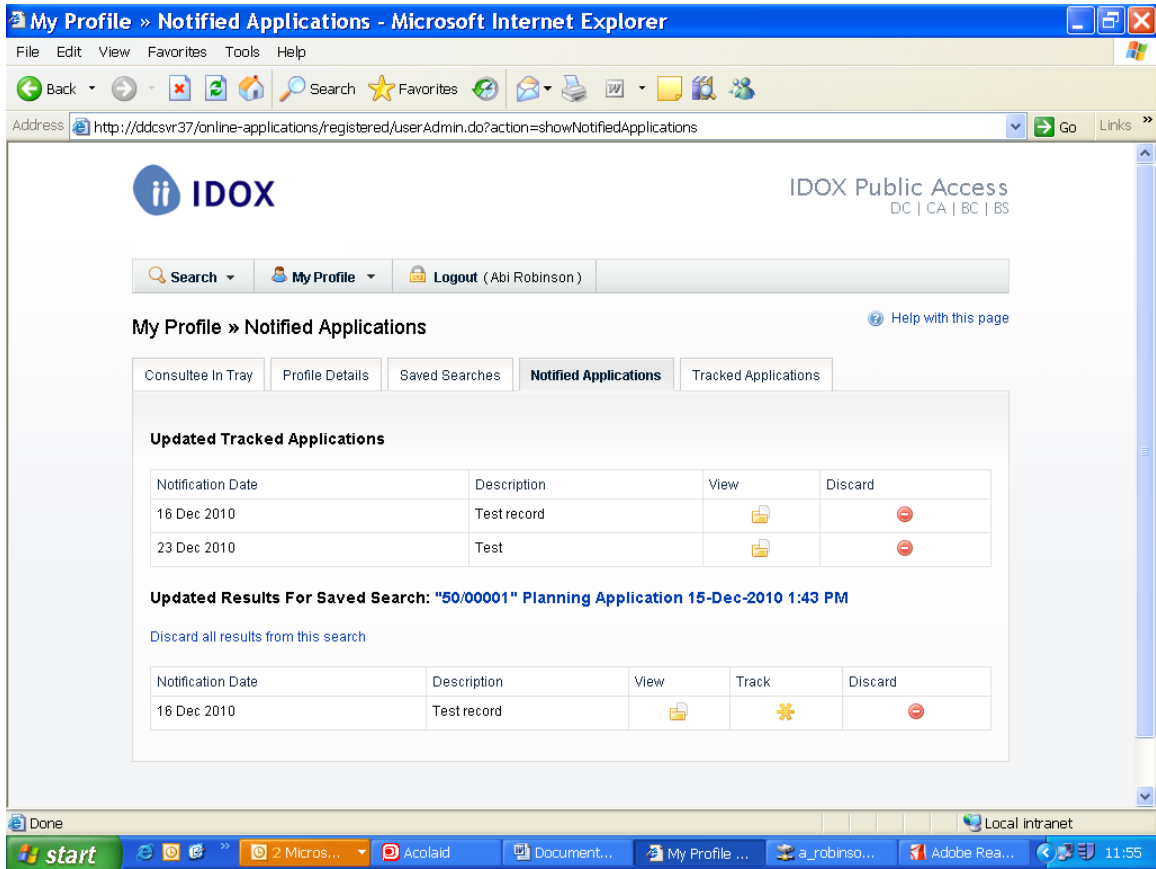 My Profile » Notified Applications - Microsoft Internet Explorer
File Edit View Favorites Tools Help
Back Search Favorites
Address http://ddcsvr37/online-applications/registered/userAdmin.do?action=showNotifiedApplications Go Links »
IDOX
IDOX Public Access
DC | CA | BC | BS
Search My Profile Logout ( Abi Robinson )
My Profile » Notified Applications
Help with this page
Consultee In Tray Profile Details Saved Searches Notified Applications Tracked Applications
Updated Tracked Applications
Notification Date Description View Discard
16 Dec 2010 Test record
23 Dec 2010 Test
Updated Results For Saved Search: "50/00001" Planning Application 15-Dec-2010 1:43 PM
Discard all results from this search
Notification Date Description View Track Discard
16 Dec 2010 Test record
Done Local intranet
start » 2 Micros... Acolaid Document... My Profile ... a_robinso... Adobe Rea... 11:55